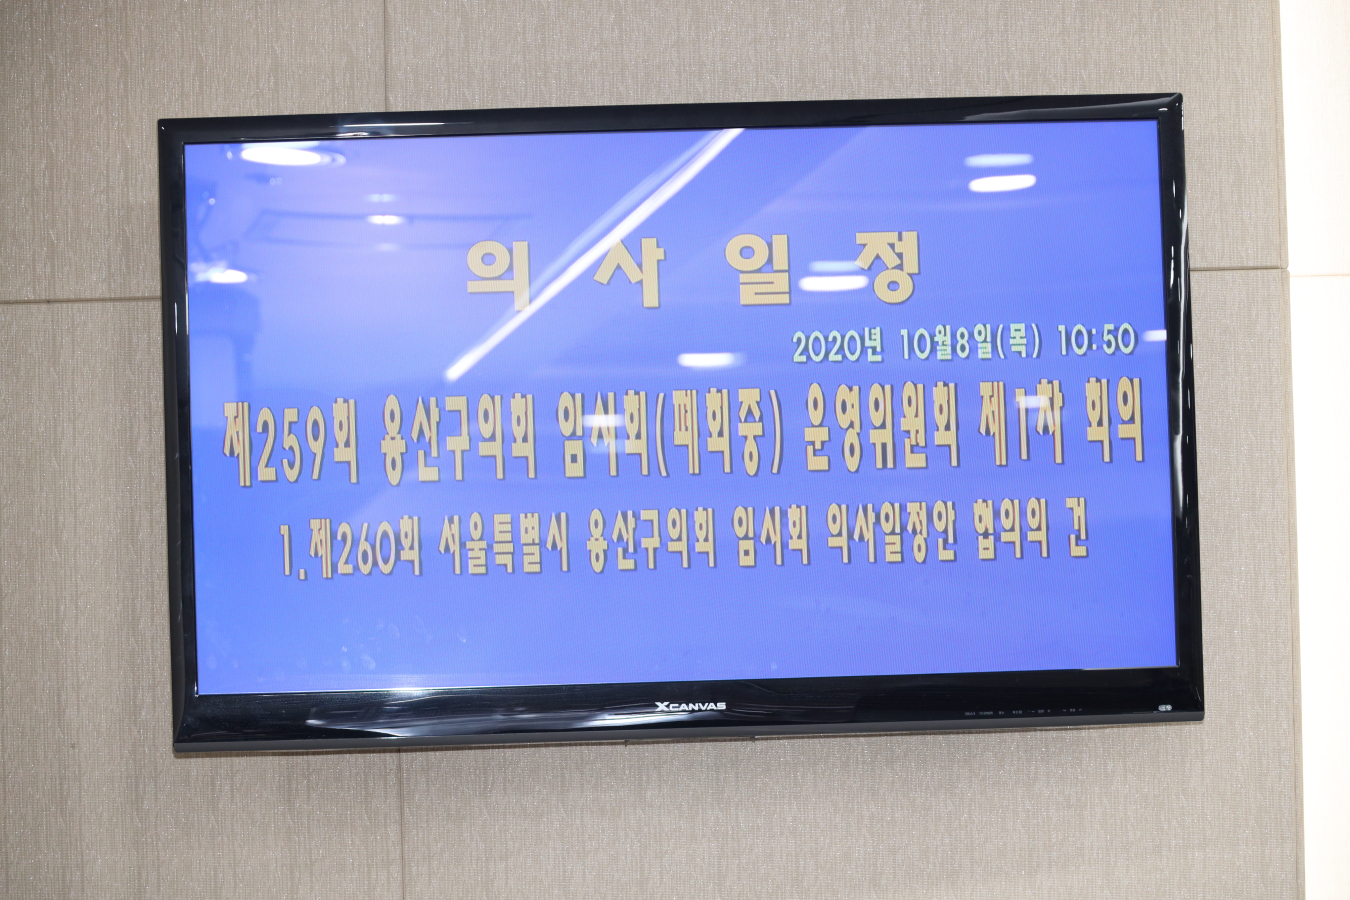 의 사 일 정
2020년 10월8일(목) 10:50
제259회 용산구의회 임시회(폐회중) 운영위원회 제1차 회의
1.제260회 서울특별시 용산구의회 임시회 의사일정안 협의의 건
XCANVAS